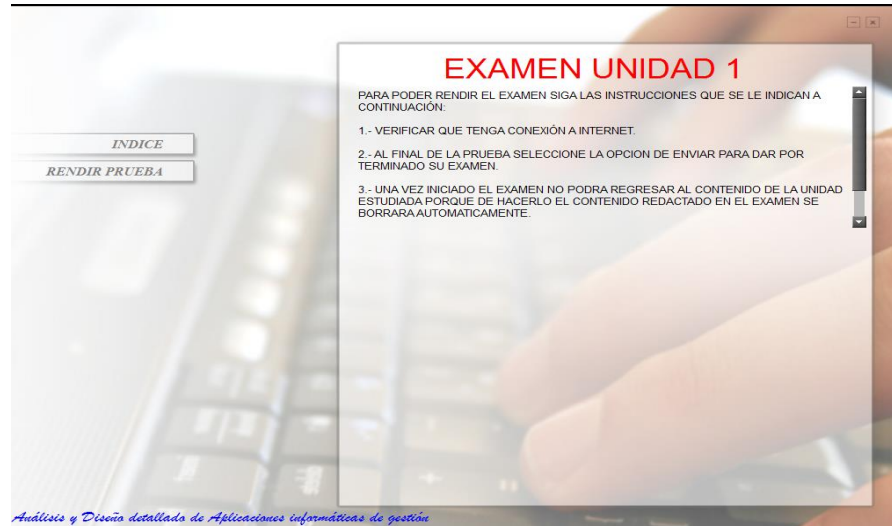 EXAMEN UNIDAD 1
PARA PODER RENDIR EL EXAMEN SIGA LAS INSTRUCCIONES QUE SE LE INDICAN A
CONTINUACIÓN:
1.- VERIFICAR QUE TENGA CONEXIÓN A INTERNET.
2.- AL FINAL DE LA PRUEBA SELECCIONE LA OPCION DE ENVIAR PARA DAR POR
TERMINADO SU EXAMEN.
3.- UNA VEZ INICIADO EL EXAMEN NO PODRA REGRESAR AL CONTENIDO DE LA UNIDAD
ESTUDIADA PORQUE DE HACERLO EL CONTENIDO REDACTADO EN EL EXAMEN SE
BORRARA AUTOMATICAMENTE.
INDICE
RENDIR PRUEBA
Análisis y Diseño detallado de Aplicaciones informáticas de gestión